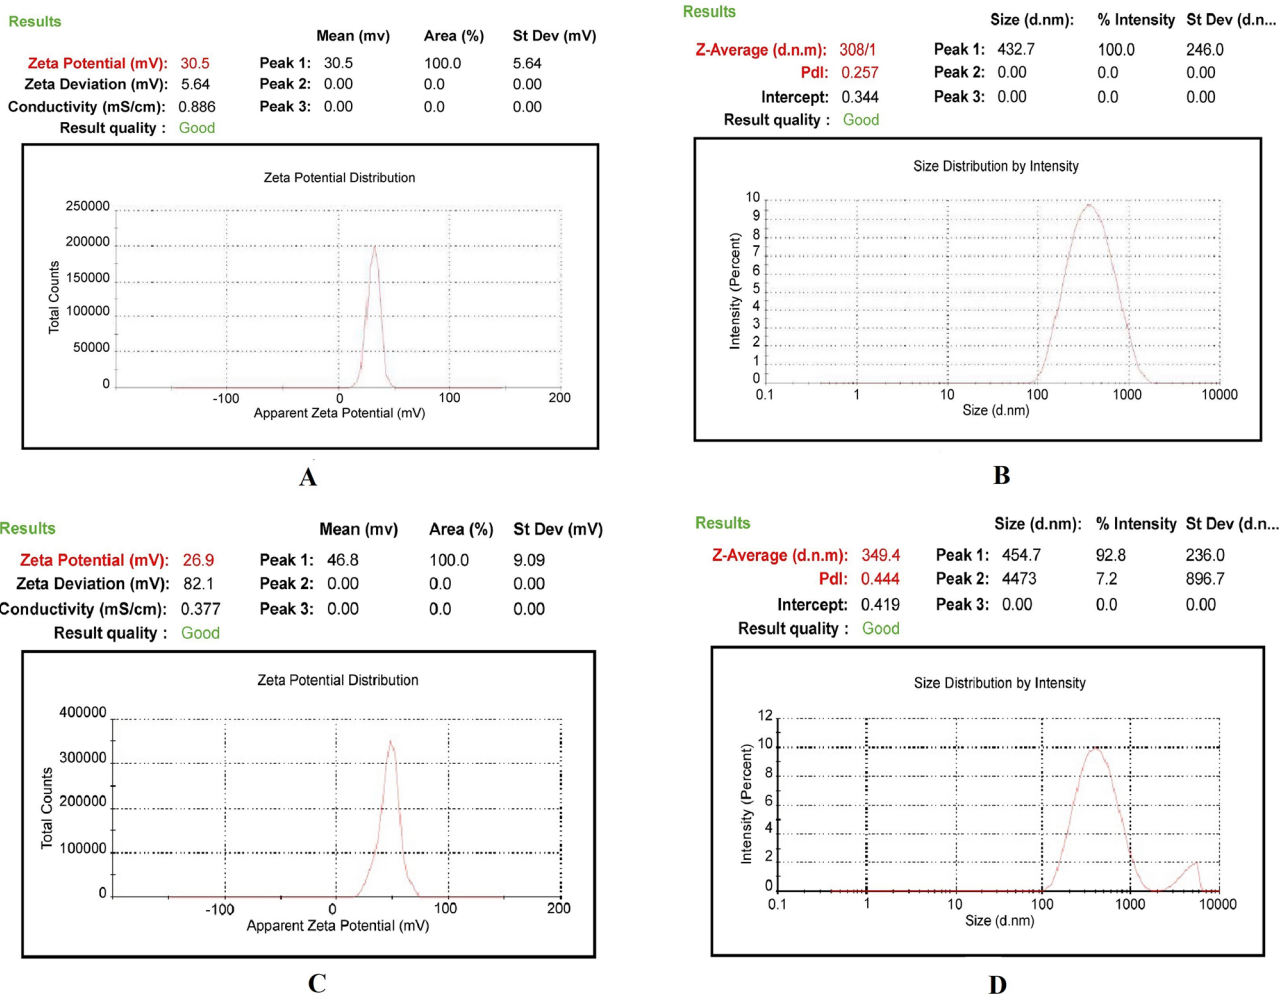 Results
Mean (mv) Area (%) St Dev (mV)
Zeta Potential (mV): 30.5 Peak 1: 30.5 100.0 5.64
Zeta Deviation (mV): 5.64 Peak 2: 0.00 0.0 0.00
Conductivity (mS/cm): 0.886 Peak 3: 0.00 0.0 0.00
Result quality : Good
Zeta Potential Distribution
250000
200000
150000
100000
50000
0
Total Counts
-100 0 100 200
Apparent Zeta Potential (mV)
A
Results
Size (d.nm): % Intensity St Dev (d.n...
Z-Average (d.n.m): 308/1 Peak 1: 432.7 100.0 246.0
PdI: 0.257 Peak 2: 0.00 0.0 0.00
Intercept: 0.344 Peak 3: 0.00 0.0 0.00
Result quality : Good
Size Distribution by Intensity
10
9
8
7
6
5
4
3
2
1
0
Intensity (Percent)
0.1 1 10 100 1000 10000
Size (d.nm)
B
Results
Mean (mv) Area (%) St Dev (mV)
Zeta Potential (mV): 26.9 Peak 1: 46.8 100.0 9.09
Zeta Deviation (mV): 82.1 Peak 2: 0.00 0.0 0.00
Conductivity (mS/cm): 0.377 Peak 3: 0.00 0.0 0.00
Result quality : Good
Zeta Potential Distribution
400000
300000
200000
100000
0
Total Counts
-100 0 100 200
Apparent Zeta Potential (mV)
C
Results
Size (d.nm): % Intensity St Dev (d.n...
Z-Average (d.n.m): 349.4 Peak 1: 454.7 92.8 236.0
PdI: 0.444 Peak 2: 4473 7.2 896.7
Intercept: 0.419 Peak 3: 0.00 0.0 0.00
Result quality : Good
Size Distribution by Intensity
12
10
8
6
4
2
0
Intensity (Percent)
0.1 1 10 100 1000 10000
Size (d.nm)
D